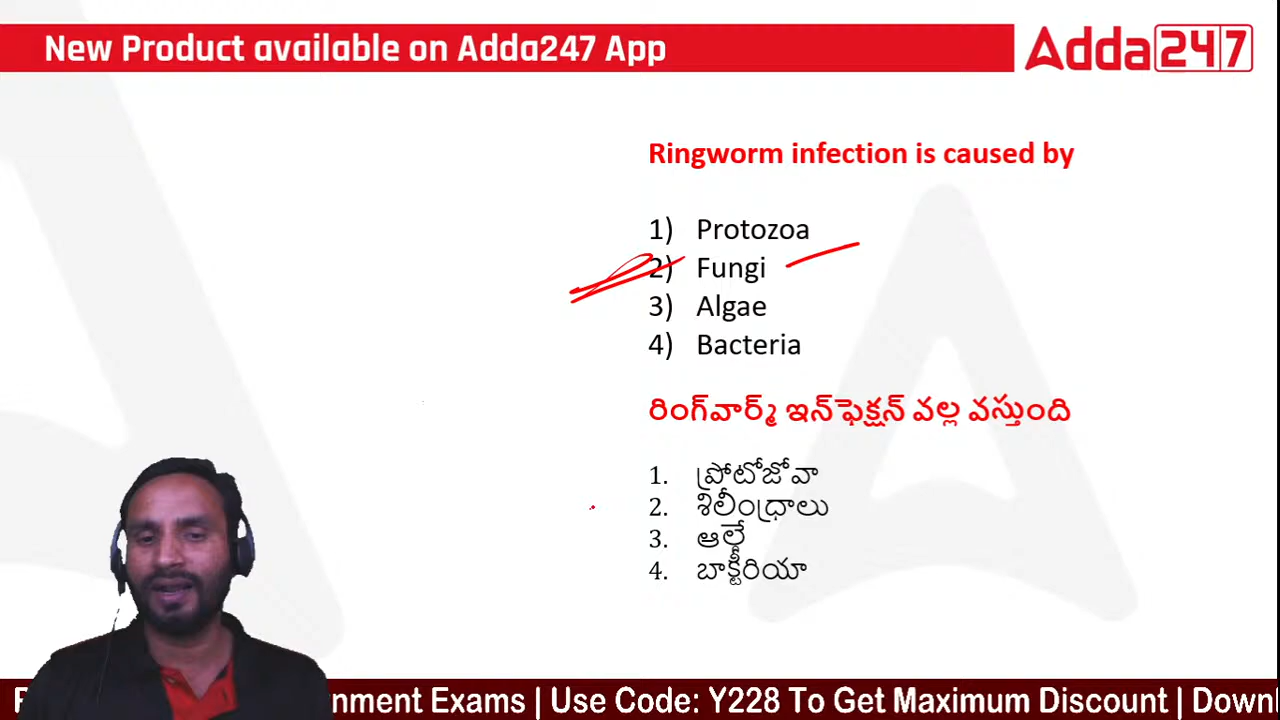 New Product available on Adda247 App
Adda247
Ringworm infection is caused by
1) Protozoa
2) Fungi
3) Algae
4) Bacteria
రింగ్‌వార్మ్ ఇన్‌ఫెక్షన్ వల్ల వస్తుంది
1. ప్రోటోజోవా
2. శిలీంధ్రాలు
3. ఆల్గే
4. బాక్టీరియా
nment Exams | Use Code: Y228 To Get Maximum Discount | Downl